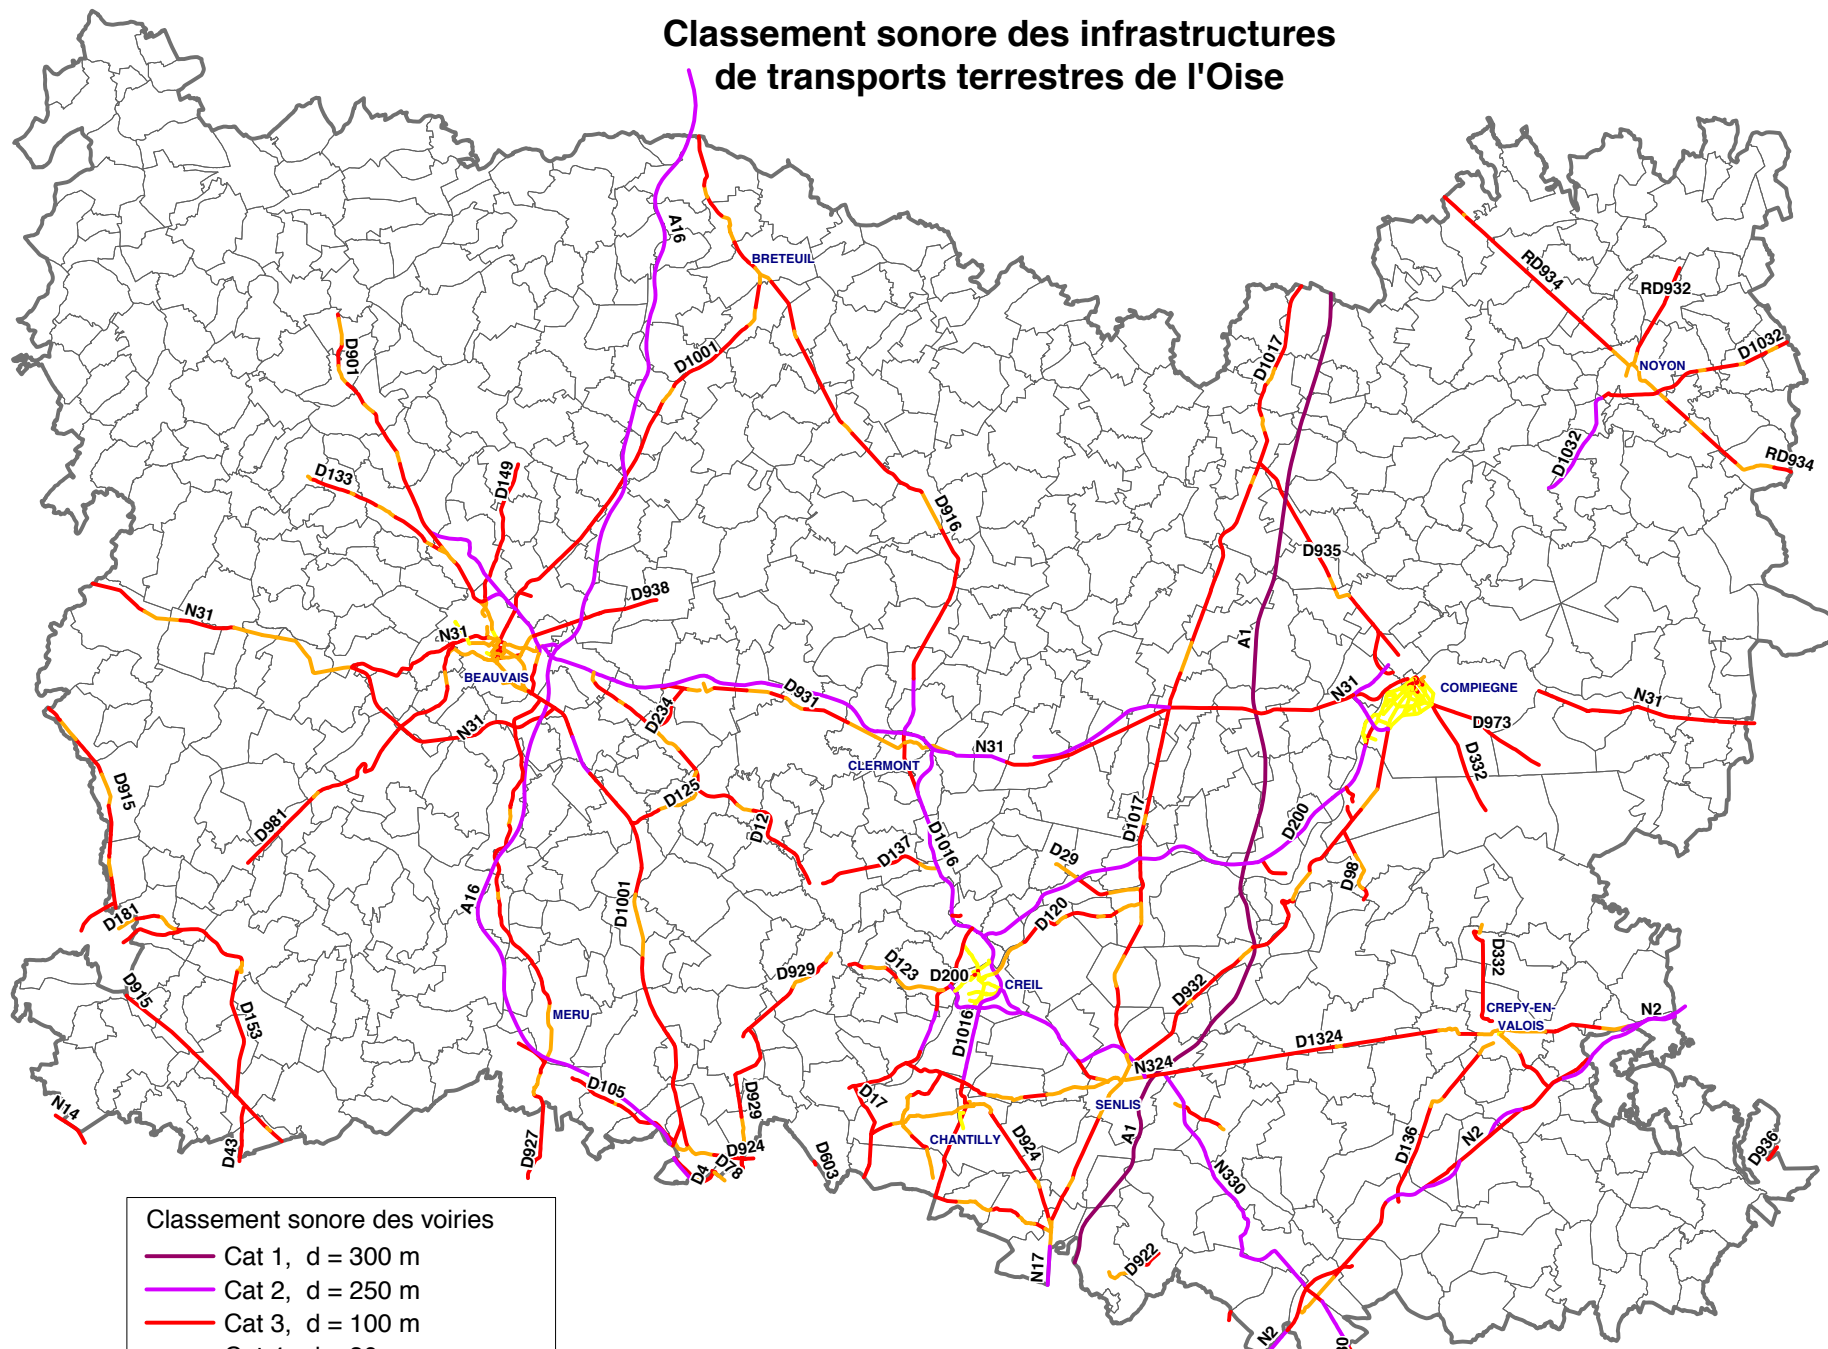 Classement sonore des infrastructures
de transports terrestres de l'Oise
A16
BRETEUIL
RD934
RD932
D1032
NOYON
D1017
D901
D1001
D1032
RD934
D133
D149
D916
D935
N31
D938
N31
A1
BEAUVAIS
D931
N31
COMPIEGNE
N31
D234
N31
D973
N31
CLERMONT
D332
D915
D125
D981
D12
D1016
D1017
D200
D137
D29
D98
A16
D1001
D181
D120
D332
D929
D123
D200
CREIL
D932
D915
D153
MERU
D1016
CREPY-EN-
VALOIS
N2
D1324
N324
D105
D17
D929
N14
SENLIS
A1
CHANTILLY
D924
D136
N2
D43
D927
D924
D4
D78
D603
N330
D936
D922
N17
N2
Classement sonore des voiries
Cat 1, d = 300 m
Cat 2, d = 250 m
Cat 3, d = 100 m